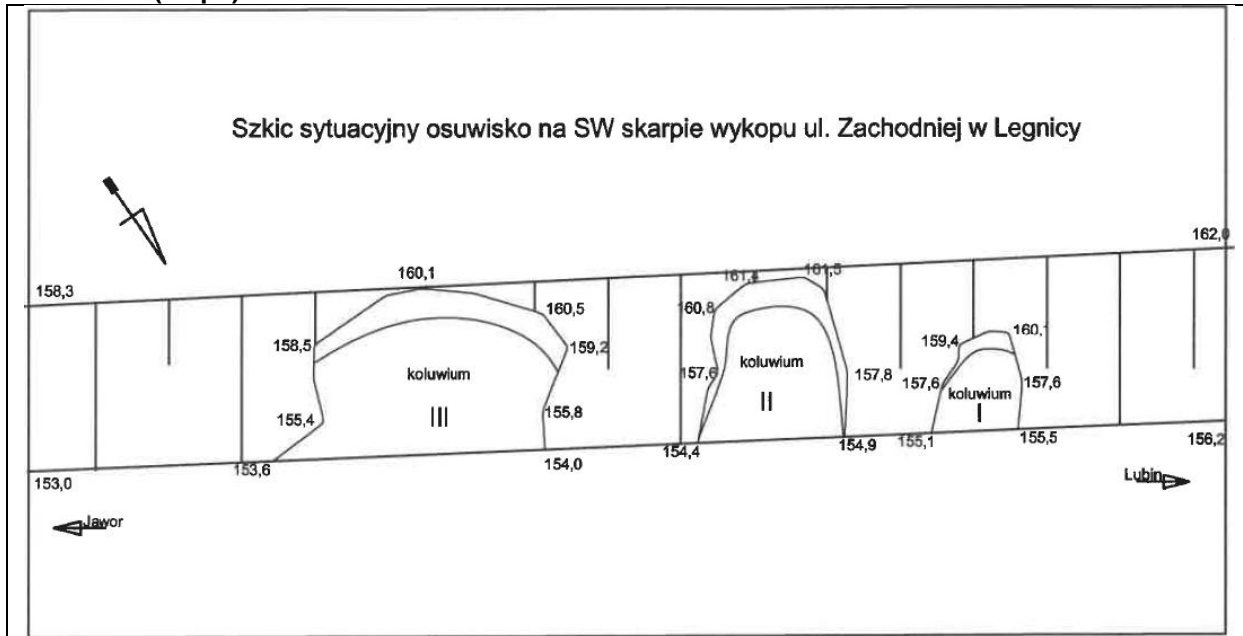 Szkic sytuacyjny osuwisko na SW skarpie wykopu ul. Zachodniej w Legnicy
162,0
158,3
160,1
161,4
161,5
160,5
160,8
158,5
159,2
159,4
160,1
koluwium
III
koluwium
II
koluwium
I
157,6
157,8
157,6
157,6
155,4
155,8
153,0
153,6
154,0
154,4
154,9
155,1
155,5
156,2
Lubin
Jawor